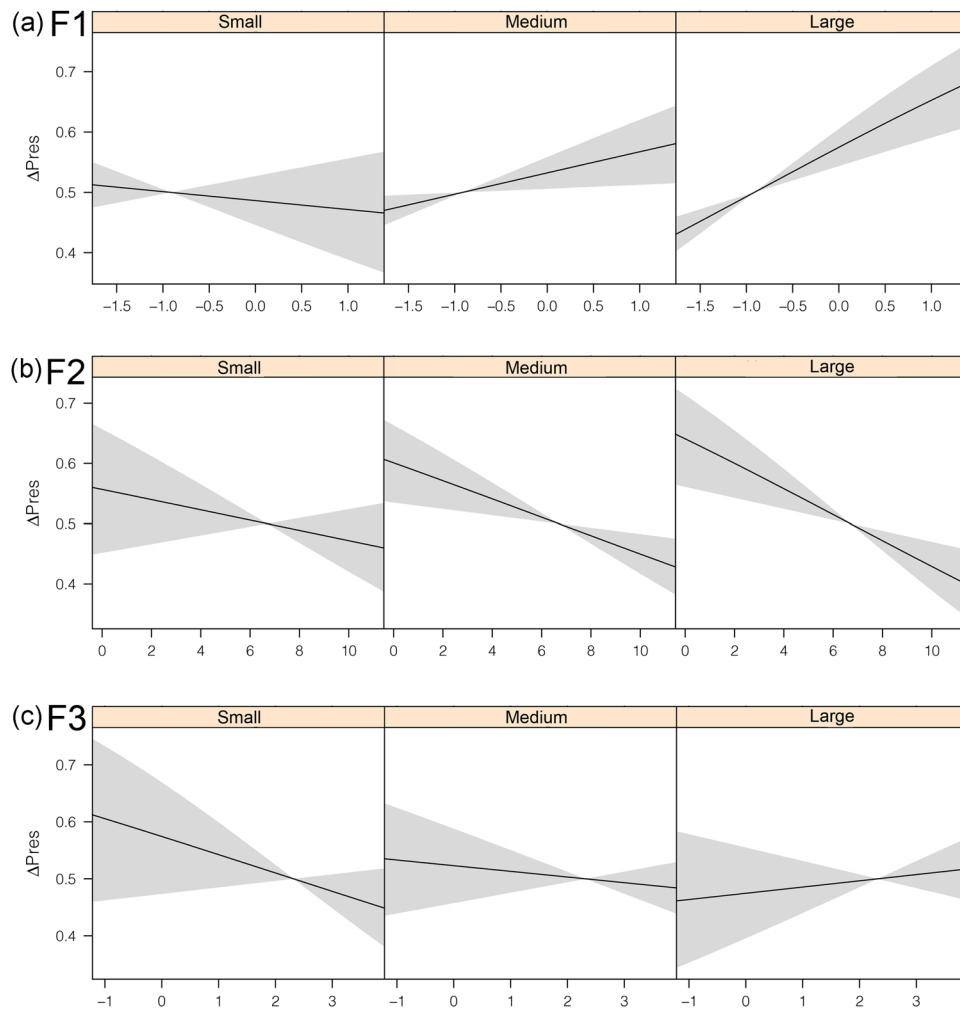 (a) F1
Small Medium Large
ΔPres
0.7
0.6
0.5
0.4
−1.5 −1.0 −0.5 0.0 0.5 1.0 −1.5 −1.0 −0.5 0.0 0.5 1.0 −1.5 −1.0 −0.5 0.0 0.5 1.0
(b) F2
Small Medium Large
ΔPres
0.7
0.6
0.5
0.4
0 2 4 6 8 10 0 2 4 6 8 10 0 2 4 6 8 10
(c) F3
Small Medium Large
ΔPres
0.7
0.6
0.5
0.4
−1 0 1 2 3 −1 0 1 2 3 −1 0 1 2 3